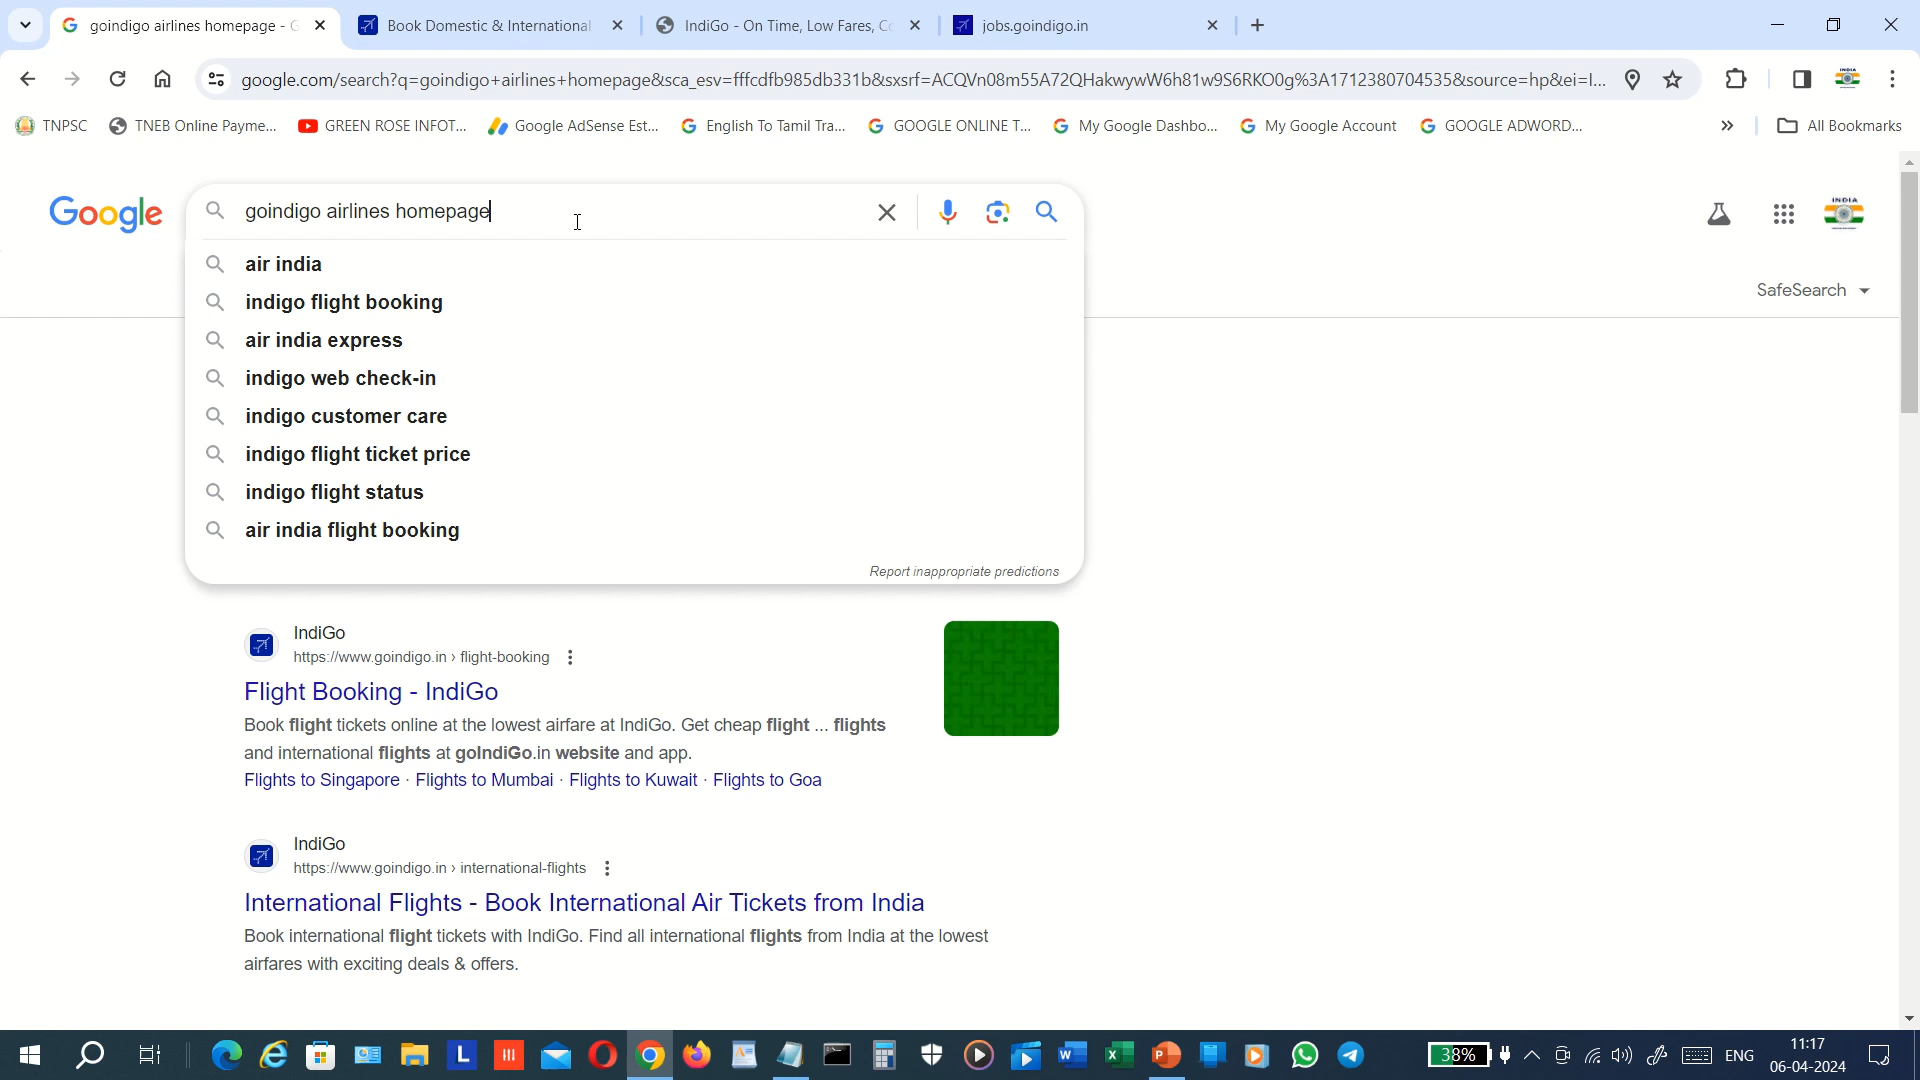 goindigo airlines homepage - G
Book Domestic & International
IndiGo - On Time, Low Fares, Co
jobs.goindigo.in
google.com/search?q=goindigo+airlines+homepage&sca_esv=fffcdfb985db331b&sxsrf=ACQVn08m55A72QHakwywW6h81w9S6RKO0g%3A1712380704535&source=hp&ei=I...
TNPSC
TNEB Online Payme...
GREEN ROSE INFOT...
Google AdSense Est...
English To Tamil Tra...
GOOGLE ONLINE T...
My Google Dashbo...
My Google Account
GOOGLE ADWORD...
All Bookmarks
Google
goindigo airlines homepage
INDIA
SafeSearch
air india
indigo flight booking
air india express
indigo web check-in
indigo customer care
indigo flight ticket price
indigo flight status
air india flight booking
Report inappropriate predictions
IndiGo
https://www.goindigo.in › flight-booking
Flight Booking - IndiGo
Book flight tickets online at the lowest airfare at IndiGo. Get cheap flight ... flights
and international flights at goIndiGo.in website and app.
Flights to Singapore · Flights to Mumbai · Flights to Kuwait · Flights to Goa
IndiGo
https://www.goindigo.in › international-flights
International Flights - Book International Air Tickets from India
Book international flight tickets with IndiGo. Find all international flights from India at the lowest
airfares with exciting deals & offers.
38%
ENG
11:17
06-04-2024